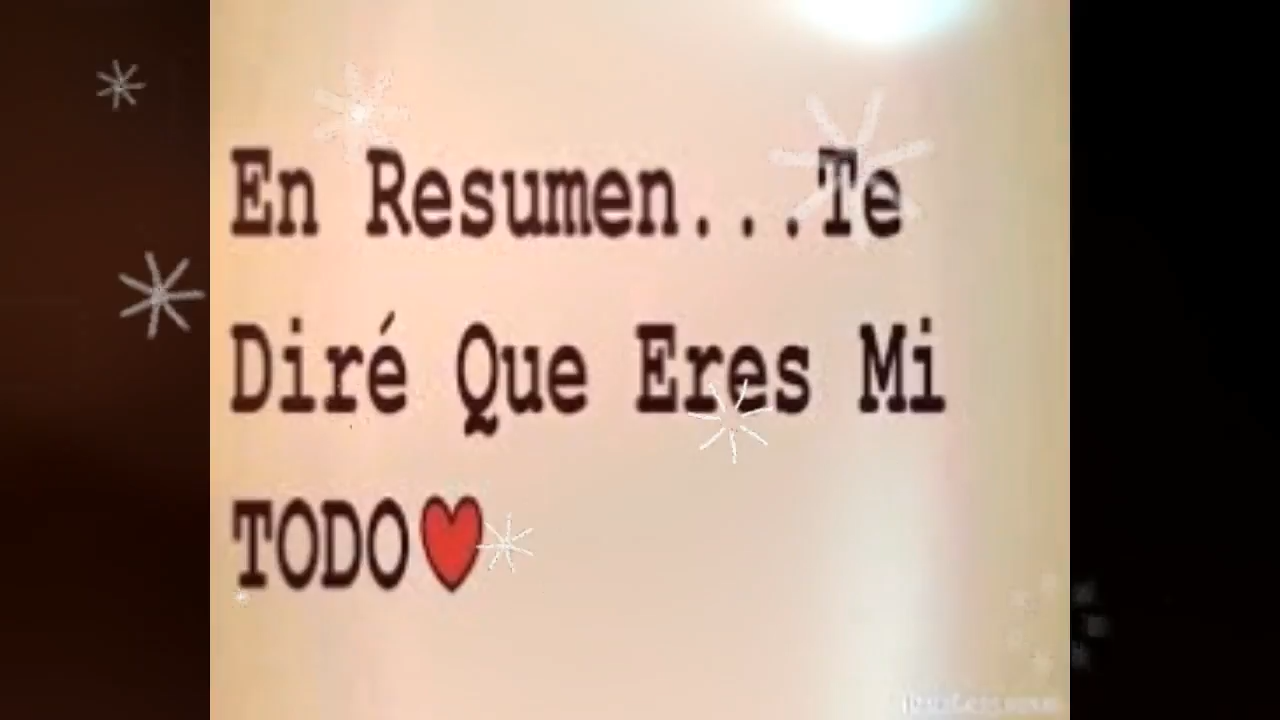 En Resumen...Te
Diré Que Eres Mi
TODO❤